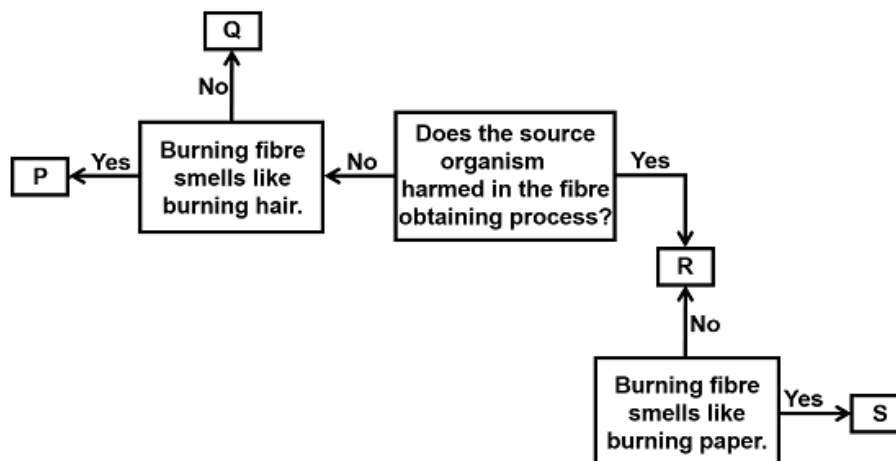 Q
No
Does the source
organism
harmed in the fibre
obtaining process?
Burning fibre
smells like
burning hair.
No
Yes
Yes
P
R
No
Burning fibre
smells like
burning paper.
Yes
S